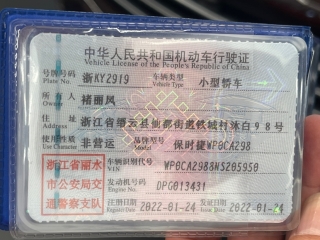 中华人民共和国机动车行驶证
Vehicle License of the People's Republic of China
号牌号码 浙KY2919 车辆类型 小型轿车
Plate No. Vehicle Type
所有人 褚丽凤
Owner
住址 浙江省缙云县仙都街道铁城村沐白98号
Address
使用性质 非营运 品牌型号 保时捷WP0CA298
Use Character Model
浙江省丽水 车辆识别代号 WP0CA2988NS205950
VIN
市公安局交 发动机号码 DPG013431
Engine No.
通警察支队 注册日期 2022-01-24 发证日期 2022-01-24
Register Date Issue Date